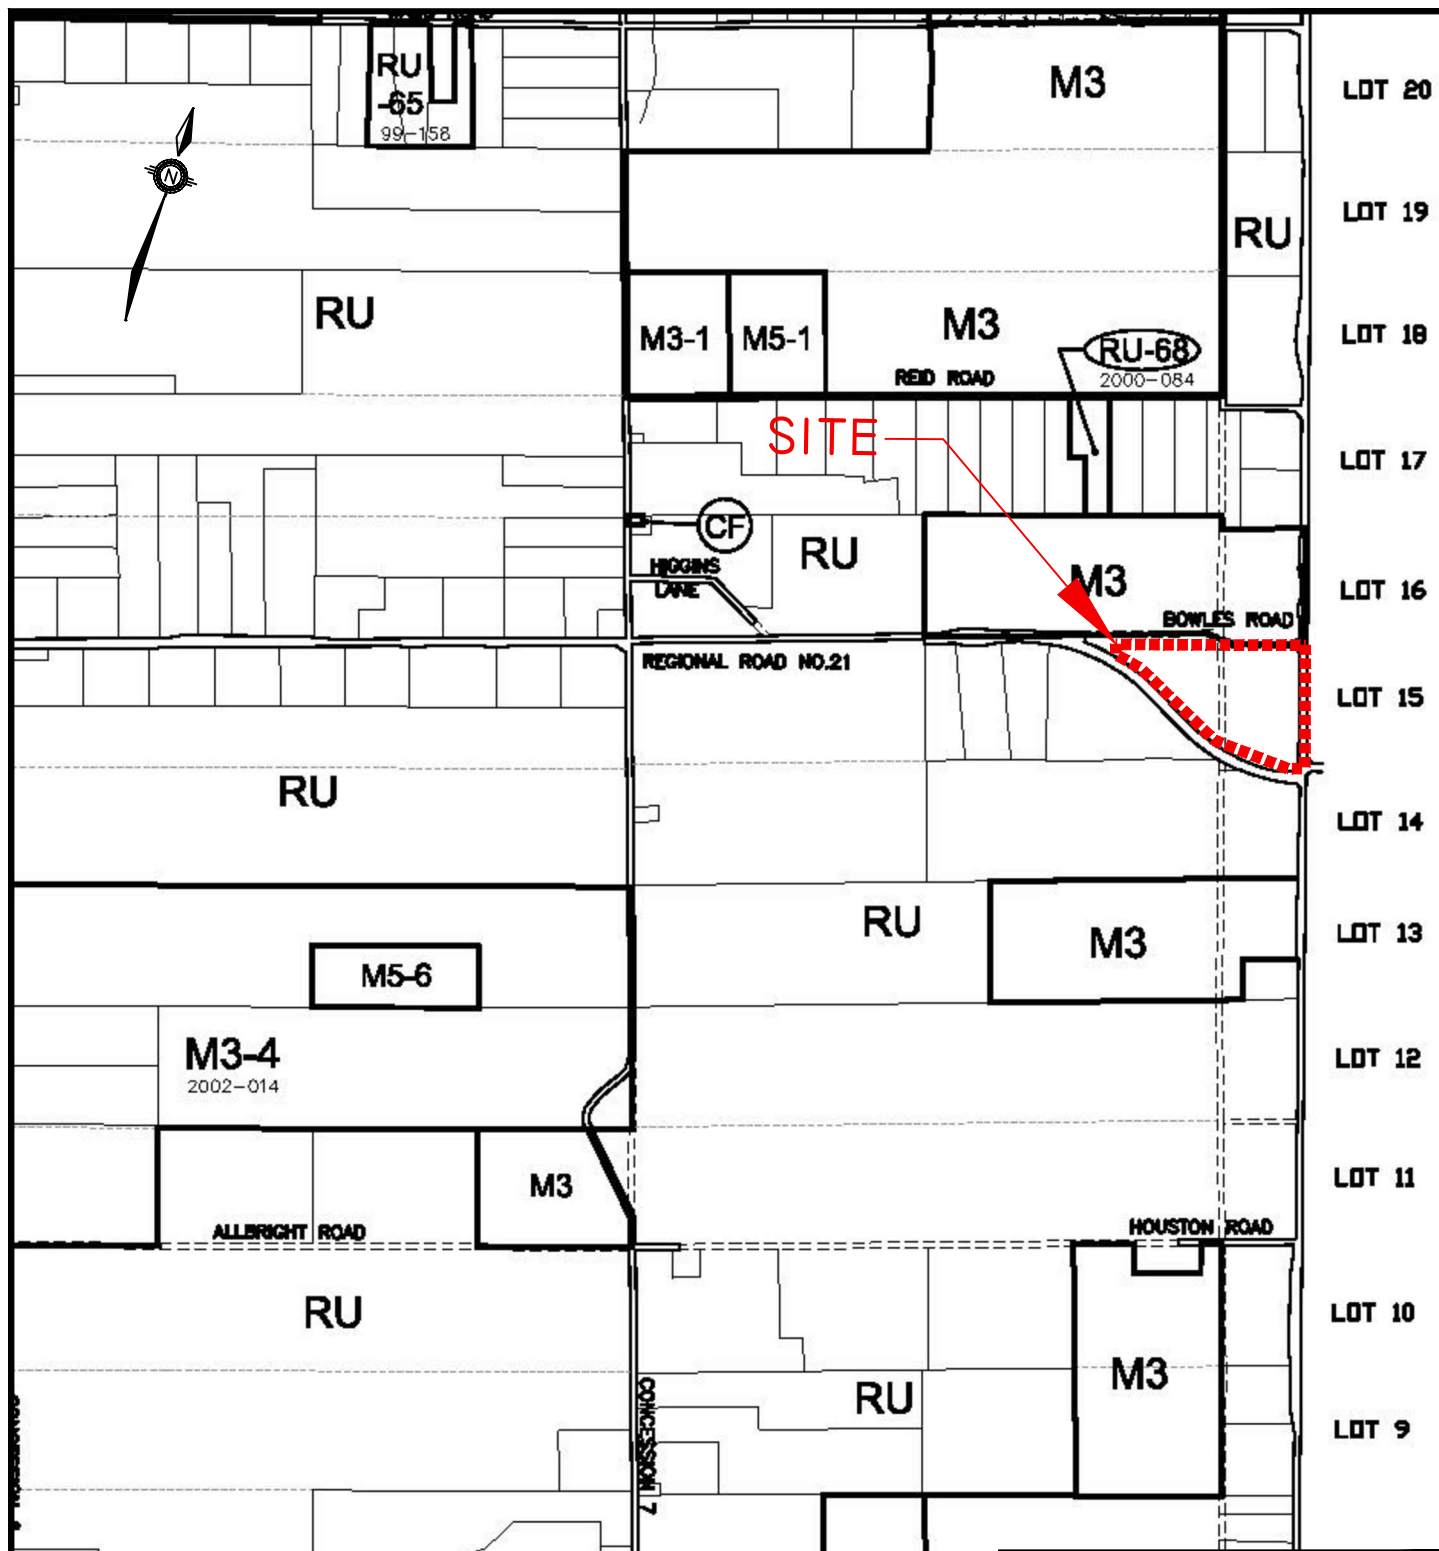 RU
-65
99-158
M3
LOT 20
N
LOT 19
RU
RU
M3-1
M5-1
M3
RU-68
2000-084
LOT 18
REID ROAD
SITE
LOT 17
CF
RU
HIGGINS
LANE
M3
BOWLES ROAD
LOT 16
REGIONAL ROAD NO.21
LOT 15
RU
LOT 14
RU
M3
LOT 13
M5-6
M3-4
2002-014
LOT 12
M3
LOT 11
ALLBRIGHT ROAD
HOUSTON ROAD
RU
LOT 10
M3
RU
CONCESSION 7
LOT 9